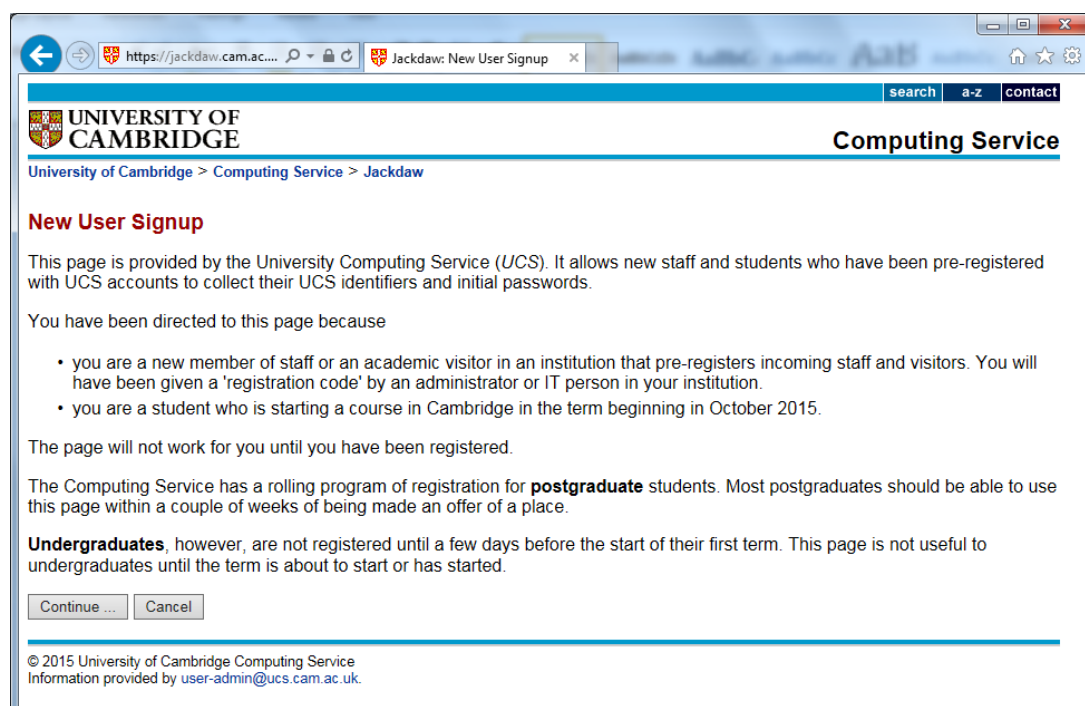 https://jackdaw.cam.ac....
Jackdaw: New User Signup
search a-z contact
UNIVERSITY OF
CAMBRIDGE
Computing Service
University of Cambridge > Computing Service > Jackdaw
New User Signup
This page is provided by the University Computing Service (UCS). It allows new staff and students who have been pre-registered
with UCS accounts to collect their UCS identifiers and initial passwords.
You have been directed to this page because
• you are a new member of staff or an academic visitor in an institution that pre-registers incoming staff and visitors. You will
have been given a 'registration code' by an administrator or IT person in your institution.
• you are a student who is starting a course in Cambridge in the term beginning in October 2015.
The page will not work for you until you have been registered.
The Computing Service has a rolling program of registration for postgraduate students. Most postgraduates should be able to use
this page within a couple of weeks of being made an offer of a place.
Undergraduates, however, are not registered until a few days before the start of their first term. This page is not useful to
undergraduates until the term is about to start or has started.
Continue ... Cancel
© 2015 University of Cambridge Computing Service
Information provided by user-admin@ucs.cam.ac.uk.